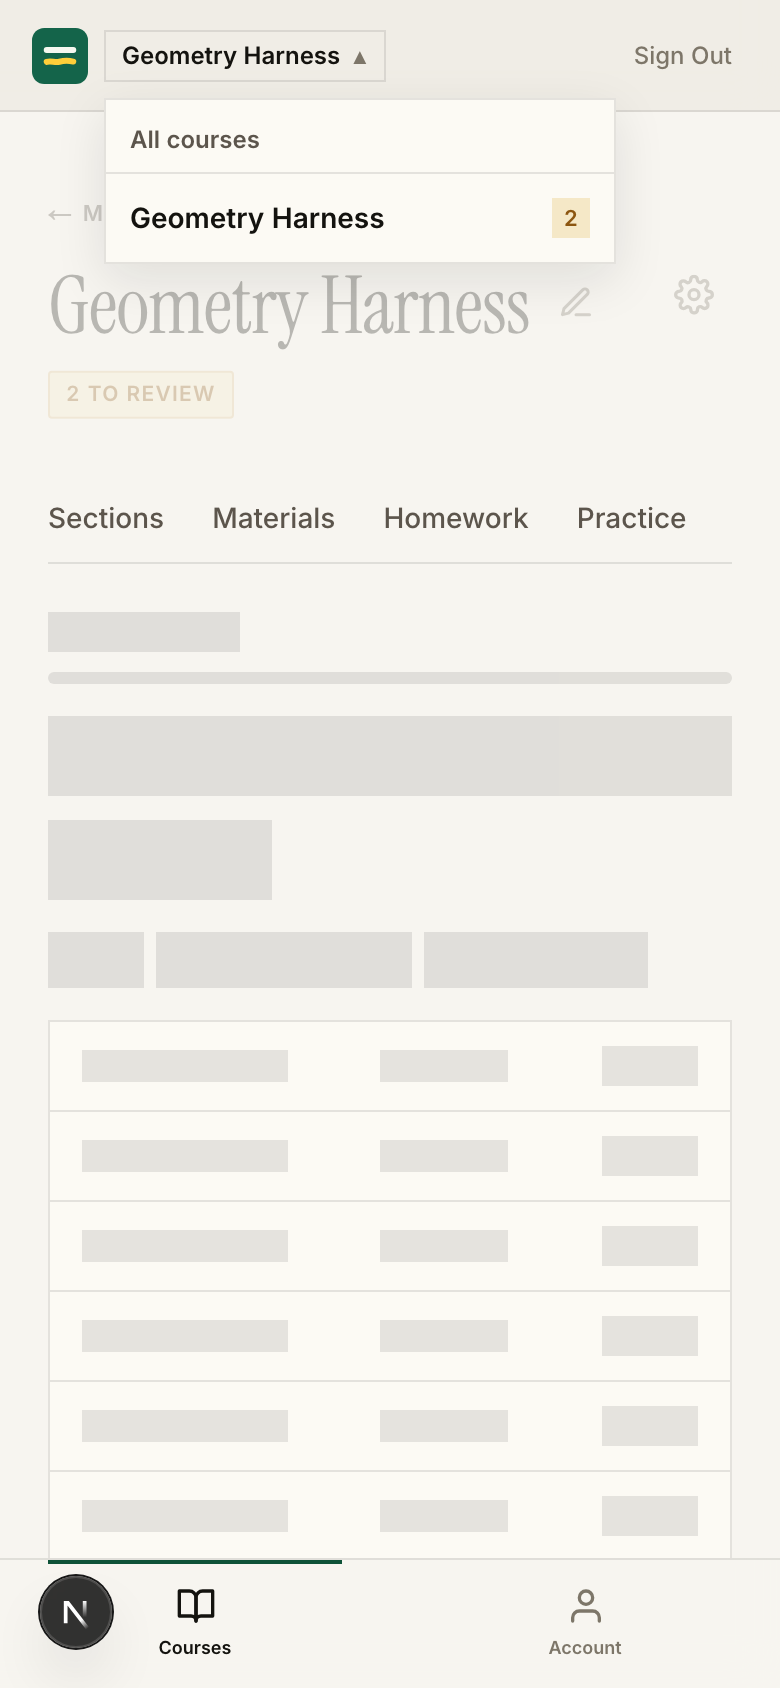 Geometry Harness ▲
Sign Out
All courses
Geometry Harness 2
← M
Geometry Harness
2 TO REVIEW
Sections Materials Homework Practice
N
Courses Account